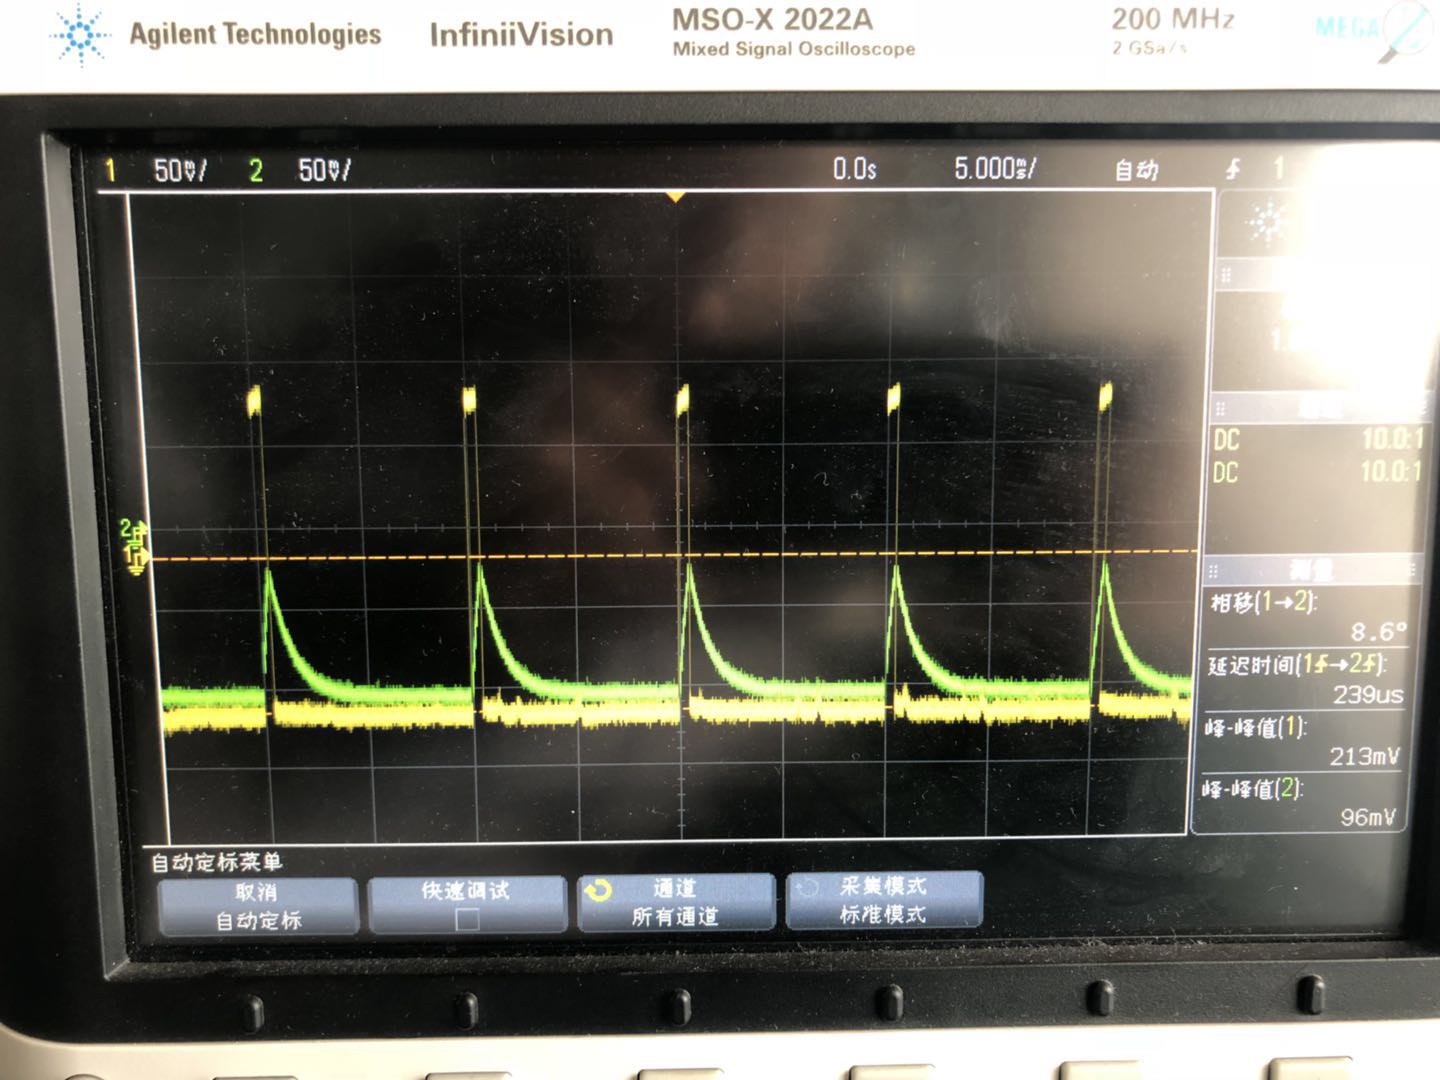 Agilent Technologies InfiniiVision MSO-X 2022A 200 MHz MEGA
Mixed Signal Oscilloscope 2 GSa/s
1 50mV/ 2 50mV/ 0.0s 5.000ms/ 自动 1
DC 10.0:1
DC 10.0:1
2
1
测量
相移(1→2):
8.6°
延迟时间(1→2):
239us
峰-峰值(1):
213mV
峰-峰值(2):
96mV
自动定标菜单
取消
自动定标
快速调试
通道
所有通道
采集模式
标准模式